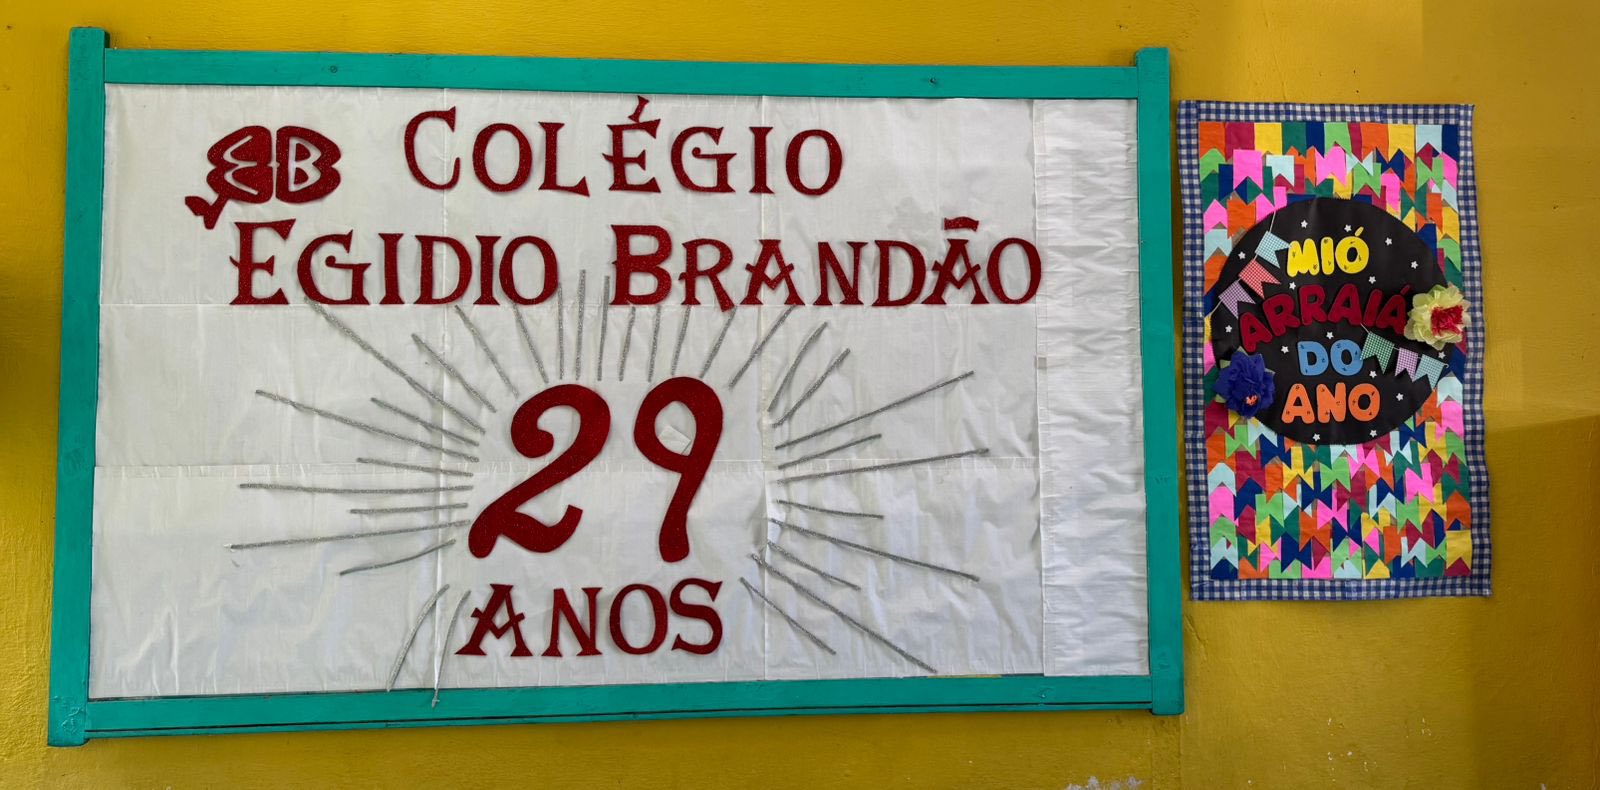 EB
COLÉGIO
EGIDIO BRANDÃO
29
ANOS
MIÓ
ARRAIÁ
DO
ANO